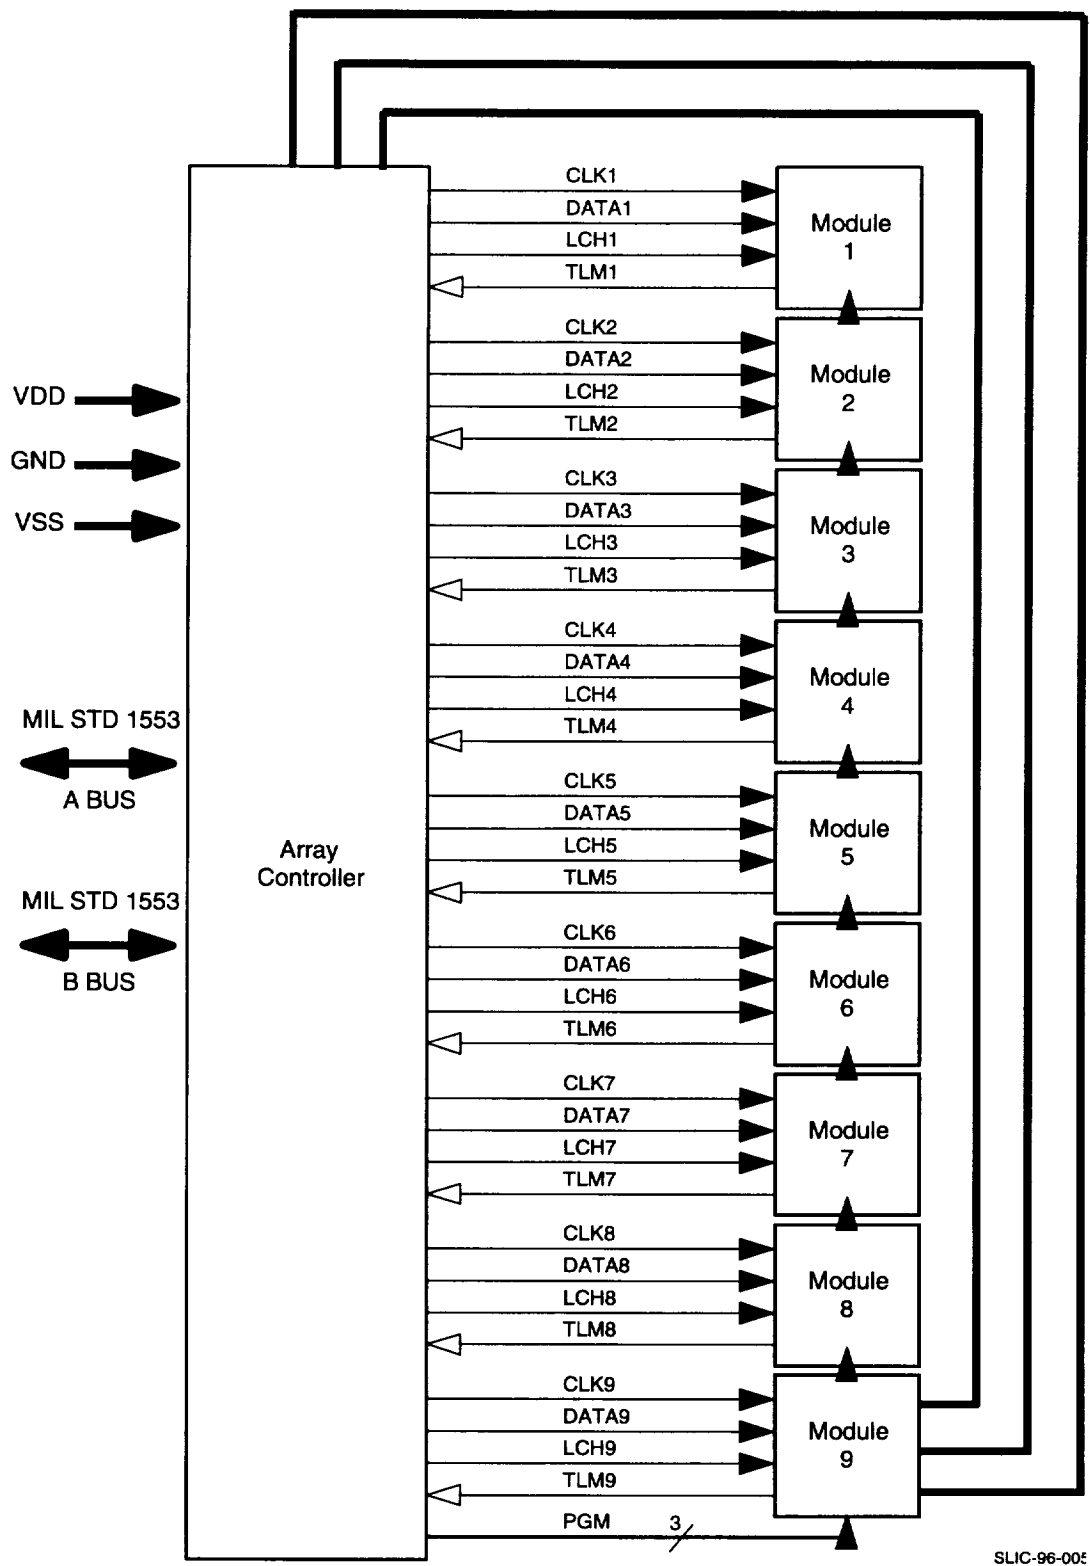 CLK1
DATA1
LCH1
TLM1
Module
1
CLK2
DATA2
LCH2
TLM2
Module
2
VDD
GND
VSS
CLK3
DATA3
LCH3
TLM3
Module
3
CLK4
DATA4
LCH4
TLM4
Module
4
MIL STD 1553
A BUS
CLK5
DATA5
LCH5
TLM5
Module
5
Array
Controller
MIL STD 1553
B BUS
CLK6
DATA6
LCH6
TLM6
Module
6
CLK7
DATA7
LCH7
TLM7
Module
7
CLK8
DATA8
LCH8
TLM8
Module
8
CLK9
DATA9
LCH9
TLM9
Module
9
PGM
3
SLIC-96-005